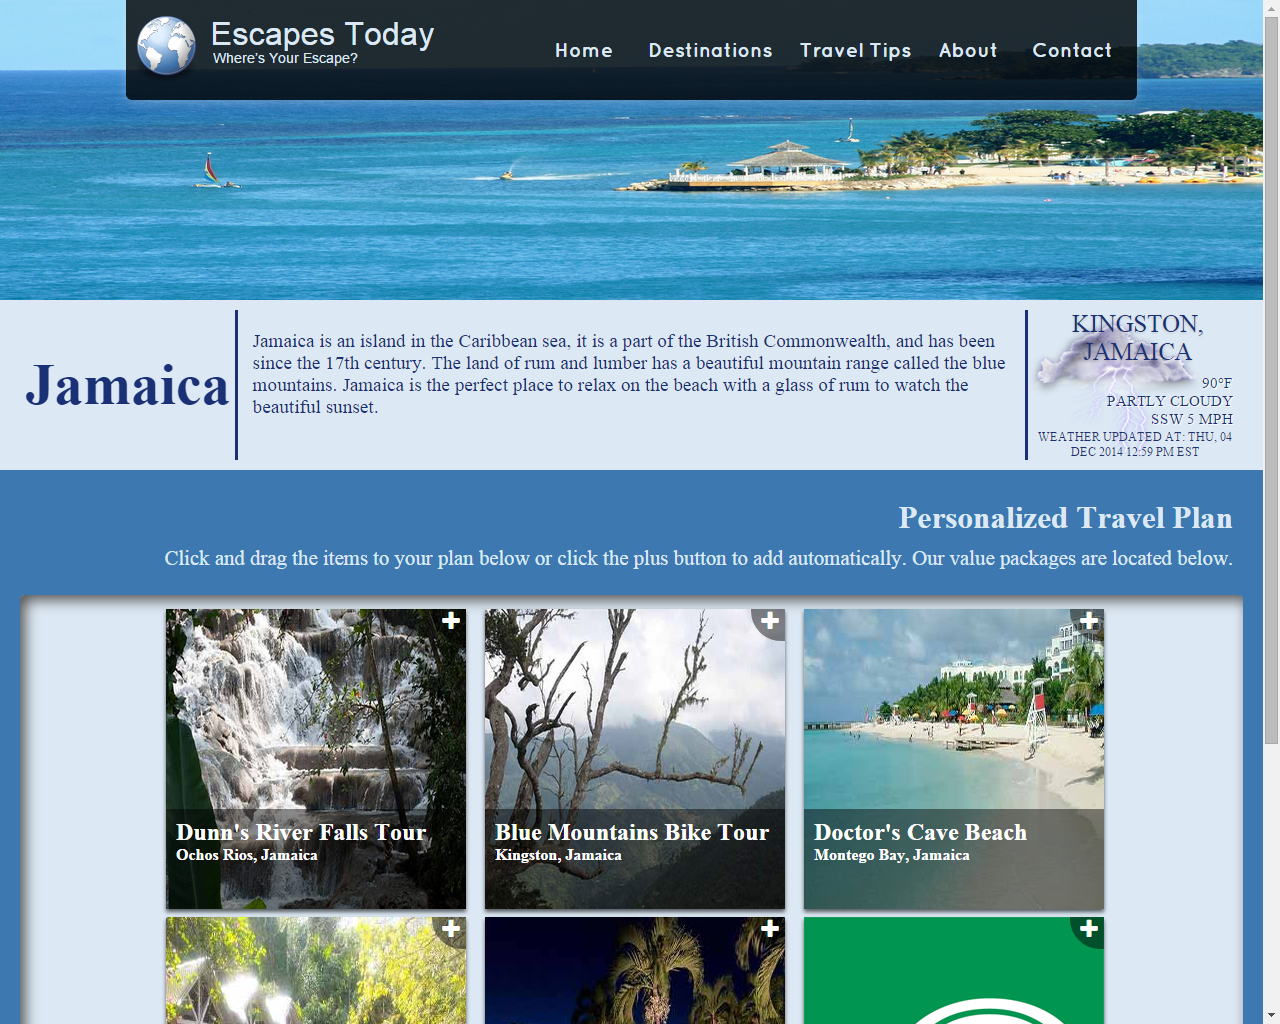 Escapes Today
Where's Your Escape?
Home Destinations Travel Tips About Contact
Jamaica
Jamaica is an island in the Caribbean sea, it is a part of the British Commonwealth, and has been
since the 17th century. The land of rum and lumber has a beautiful mountain range called the blue
mountains. Jamaica is the perfect place to relax on the beach with a glass of rum to watch the
beautiful sunset.
KINGSTON,
JAMAICA
90°F
PARTLY CLOUDY
SSW 5 MPH
WEATHER UPDATED AT: THU, 04
DEC 2014 12:59 PM EST
Personalized Travel Plan
Click and drag the items to your plan below or click the plus button to add automatically. Our value packages are located below.
Dunn's River Falls Tour
Ochos Rios, Jamaica
Blue Mountains Bike Tour
Kingston, Jamaica
Doctor's Cave Beach
Montego Bay, Jamaica